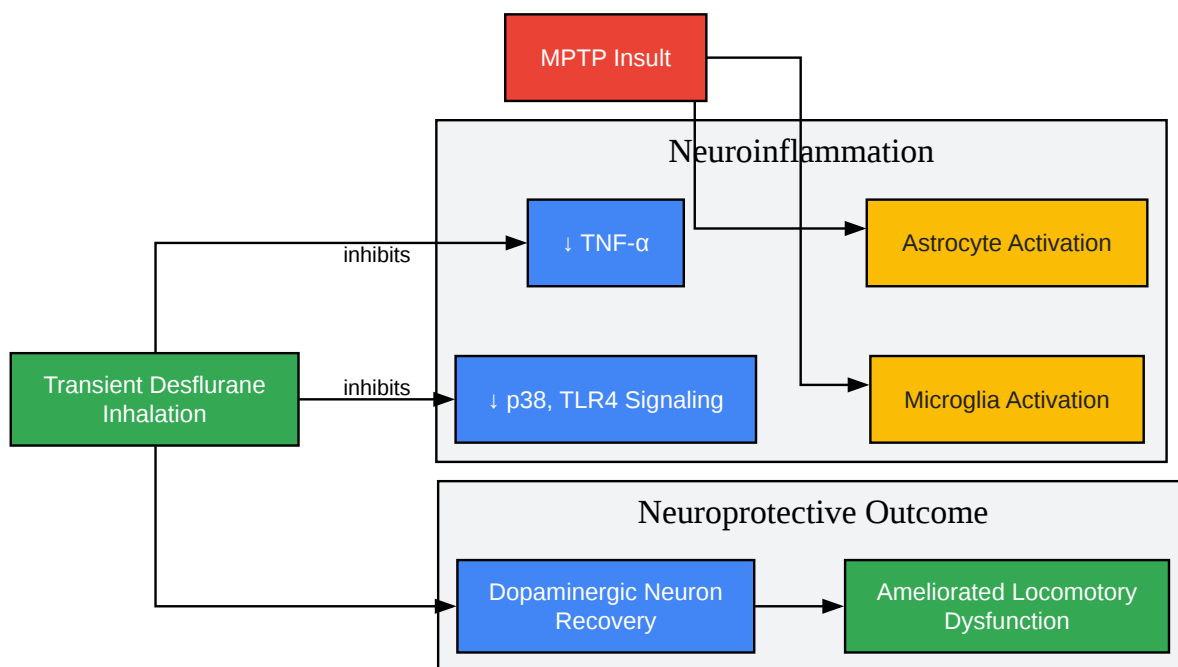 MPTP Insult
Neuroinflammation
↓ TNF-α
Astrocyte Activation
inhibits
Transient Desflurane
Inhalation
inhibits
↓ p38, TLR4 Signaling
Microglia Activation
Neuroprotective Outcome
Dopaminergic Neuron
Recovery
Ameliorated Locomotory
Dysfunction